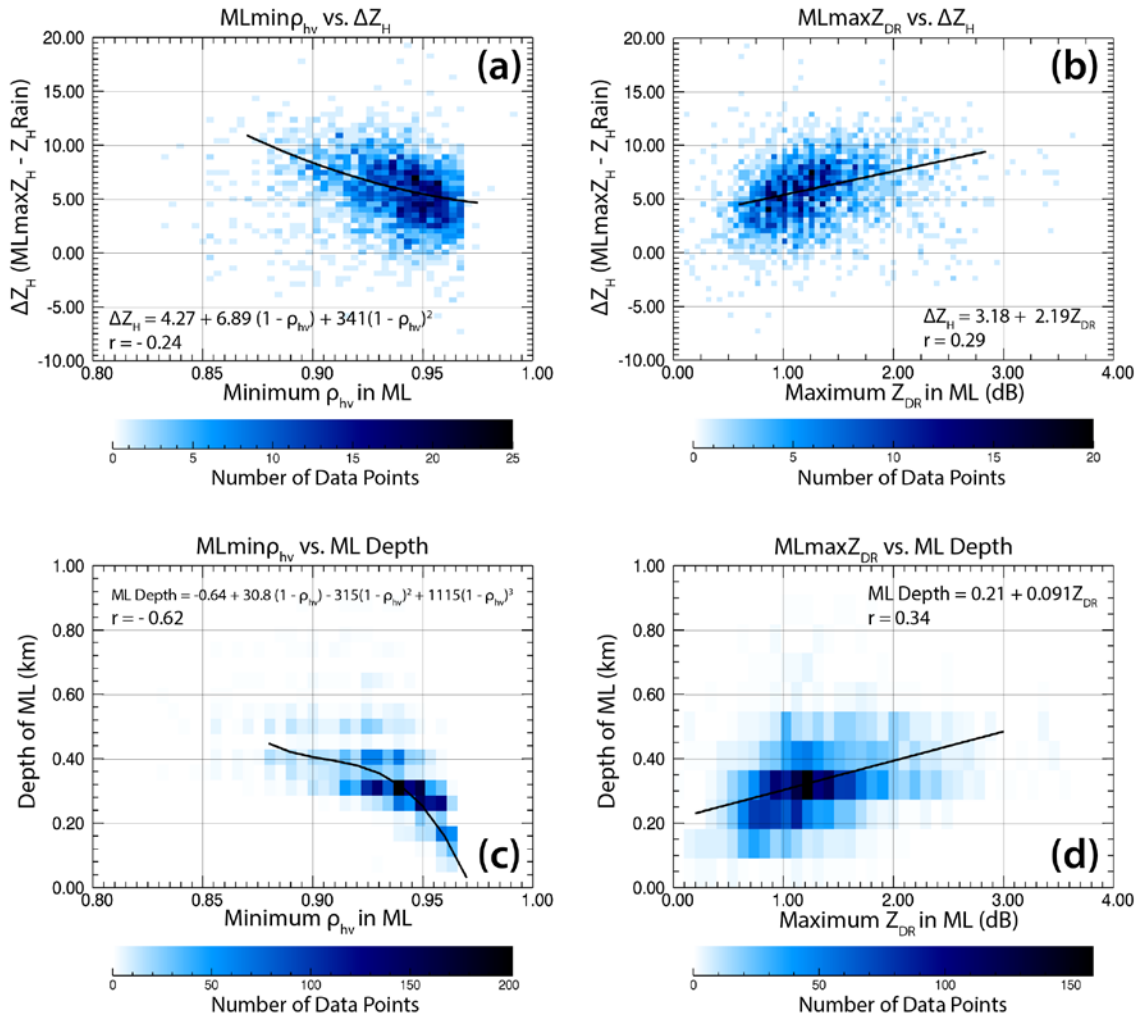 MLminρhv vs. ΔZH
MLmaxZDR vs. ΔZH
(a)
(b)
20.00
15.00
10.00
5.00
0.00
-5.00
-10.00
ΔZH (MLmaxZH - ZHRain)
ΔZH = 4.27 + 6.89 (1 - ρhv) + 341(1 - ρhv)²
r = - 0.24
0.80
0.85
0.90
0.95
1.00
Minimum ρhv in ML
0
5
10
15
20
25
Number of Data Points
20.00
15.00
10.00
5.00
0.00
-5.00
-10.00
ΔZH (MLmaxZH - ZHRain)
ΔZH = 3.18 + 2.19ZDR
r = 0.29
0.00
1.00
2.00
3.00
4.00
Maximum ZDR in ML (dB)
0
5
10
15
20
Number of Data Points
MLminρhv vs. ML Depth
MLmaxZDR vs. ML Depth
1.00
0.80
0.60
0.40
0.20
0.00
Depth of ML (km)
ML Depth = -0.64 + 30.8 (1 - ρhv) - 315(1 - ρhv)² + 1115(1 - ρhv)³
r = - 0.62
(c)
0.80
0.85
0.90
0.95
1.00
Minimum ρhv in ML
0
50
100
150
200
Number of Data Points
1.00
0.80
0.60
0.40
0.20
0.00
Depth of ML (km)
ML Depth = 0.21 + 0.091ZDR
r = 0.34
(d)
0.00
1.00
2.00
3.00
4.00
Maximum ZDR in ML (dB)
0
50
100
150
Number of Data Points